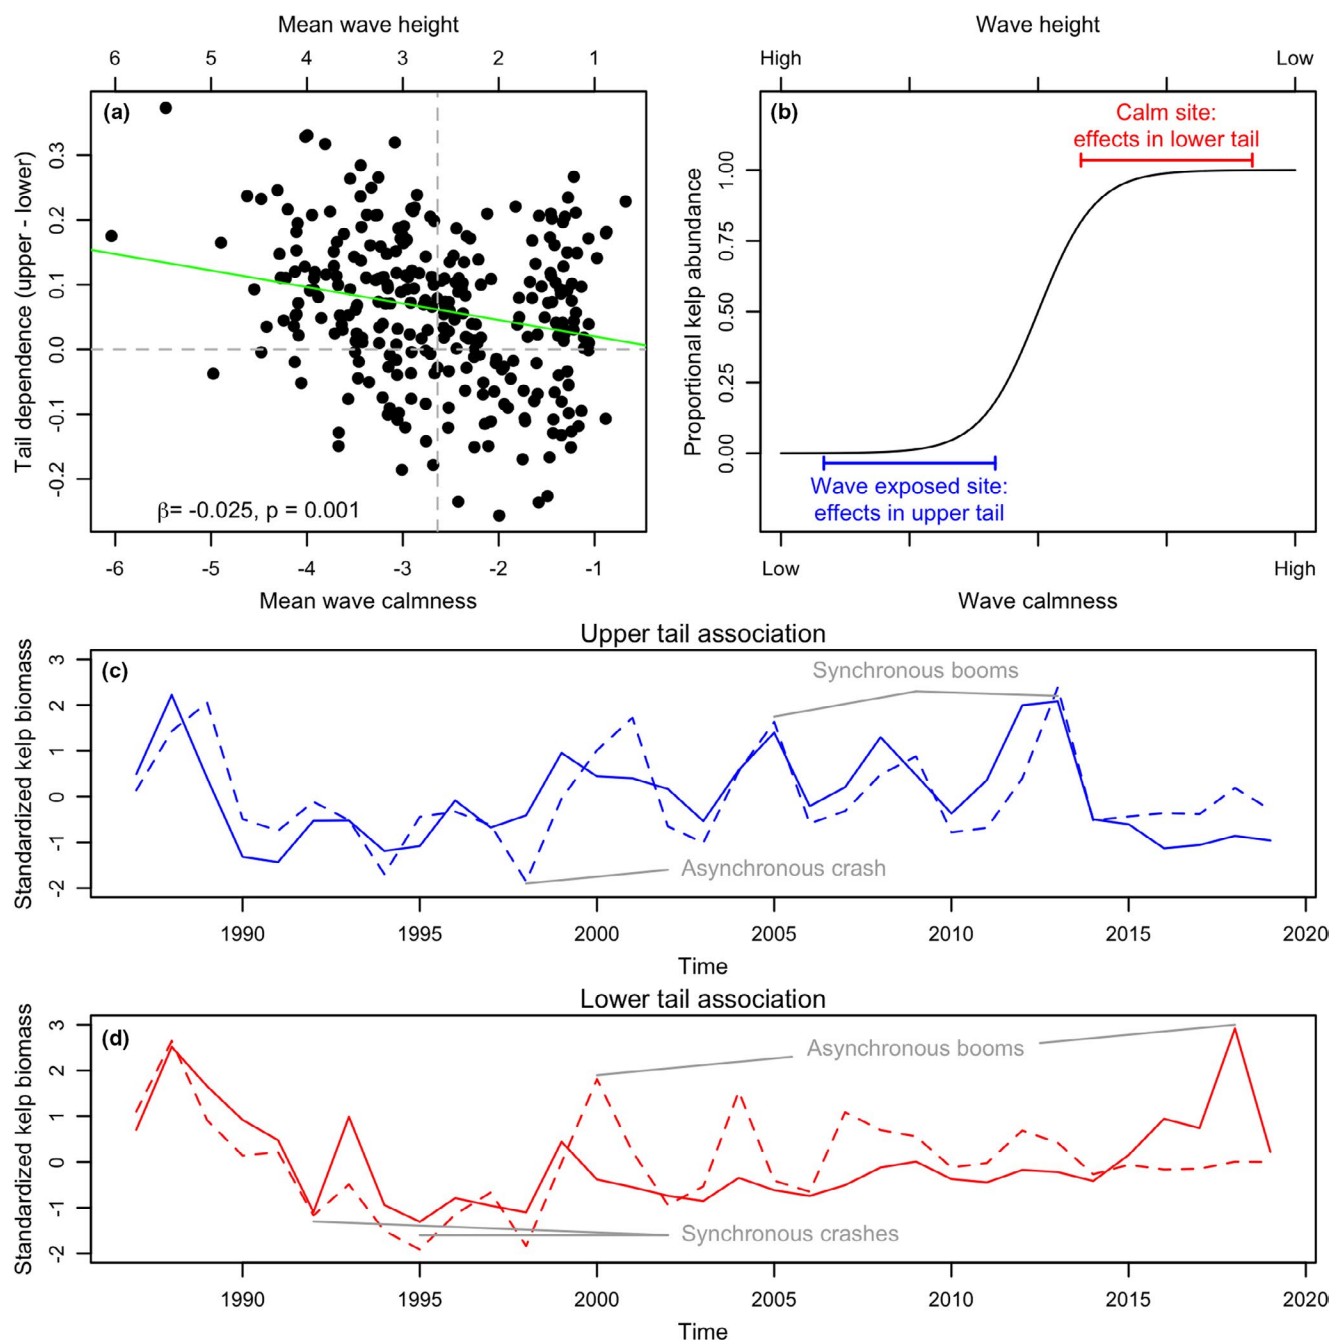 Mean wave height
6 5 4 3 2 1
(a)
Tail dependence (upper - lower)
0.3
0.2
0.1
0.0
-0.1
-0.2
β= -0.025, p = 0.001
-6 -5 -4 -3 -2 -1
Mean wave calmness
Wave height
High Low
(b)
Calm site:
effects in lower tail
Proportional kelp abundance
1.00
0.75
0.50
0.25
0.00
Wave exposed site:
effects in upper tail
Low High
Wave calmness
Upper tail association
(c)
Standardized kelp biomass
3
2
1
0
-1
-2
Synchronous booms
Asynchronous crash
1990 1995 2000 2005 2010 2015 2020
Time
Lower tail association
(d)
Standardized kelp biomass
3
2
1
0
-1
-2
Asynchronous booms
Synchronous crashes
1990 1995 2000 2005 2010 2015 2020
Time